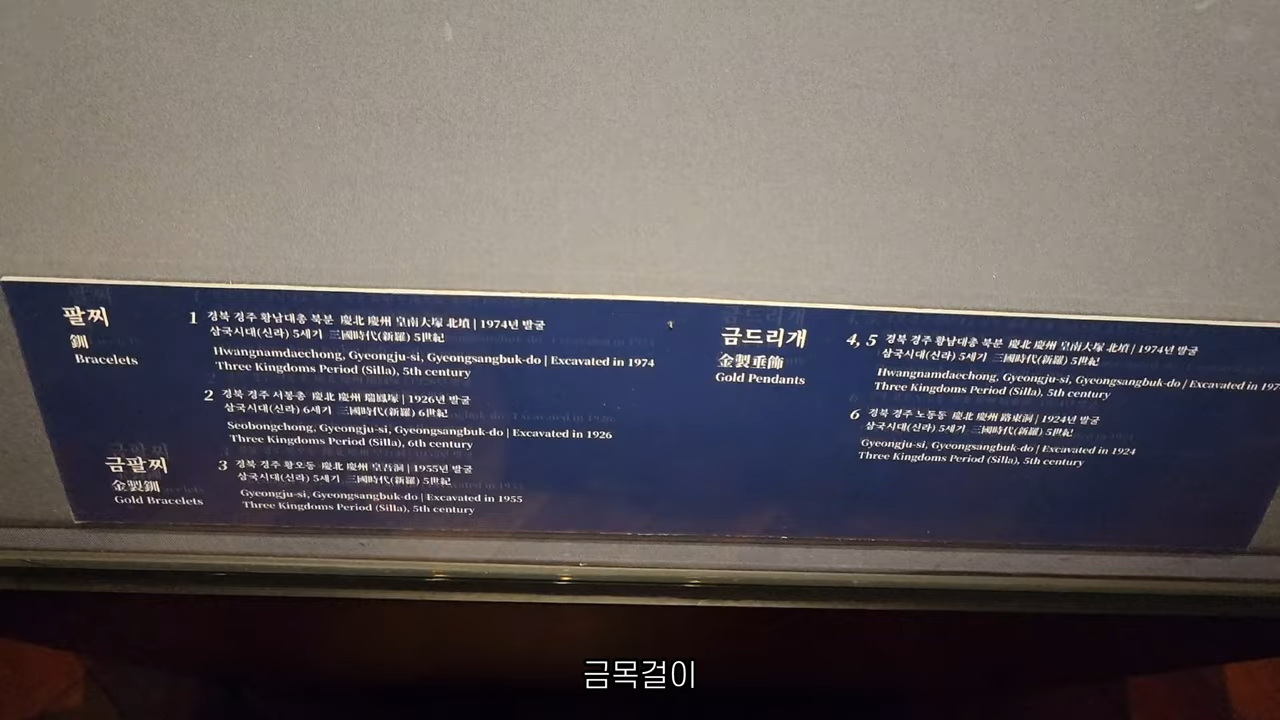 팔찌
釧
Bracelets
1 경북 경주 황남대총 북분 慶北 慶州 皇南大塚 北墳 | 1974년 발굴
삼국시대(신라) 5세기 三國時代(新羅) 5世紀
Hwangnamdaechong, Gyeongju-si, Gyeongsangbuk-do | Excavated in 1974
Three Kingdoms Period (Silla), 5th century
2 경북 경주 서봉총 慶北 慶州 瑞鳳塚 | 1926년 발굴
삼국시대(신라) 6세기 三國時代(新羅) 6世紀
Seobongchong, Gyeongju-si, Gyeongsangbuk-do | Excavated in 1926
Three Kingdoms Period (Silla), 6th century
금팔찌
金製釧
Gold Bracelets
3 경북 경주 황오동 慶北 慶州 皇吾洞 | 1955년 발굴
삼국시대(신라) 5세기 三國時代(新羅) 5世紀
Gyeongju-si, Gyeongsangbuk-do | Excavated in 1955
Three Kingdoms Period (Silla), 5th century
금드리개
金製垂飾
Gold Pendants
4, 5 경북 경주 황남대총 북분 慶北 慶州 皇南大塚 北墳 | 1974년 발굴
삼국시대(신라) 5세기 三國時代(新羅) 5世紀
Hwangnamdaechong, Gyeongju-si, Gyeongsangbuk-do | Excavated in 197
Three Kingdoms Period (Silla), 5th century
6 경북 경주 노동동 慶北 慶州 路東洞 | 1924년 발굴
삼국시대(신라) 5세기 三國時代(新羅) 5世紀
Gyeongju-si, Gyeongsangbuk-do | Excavated in 1924
Three Kingdoms Period (Silla), 5th century
금목걸이